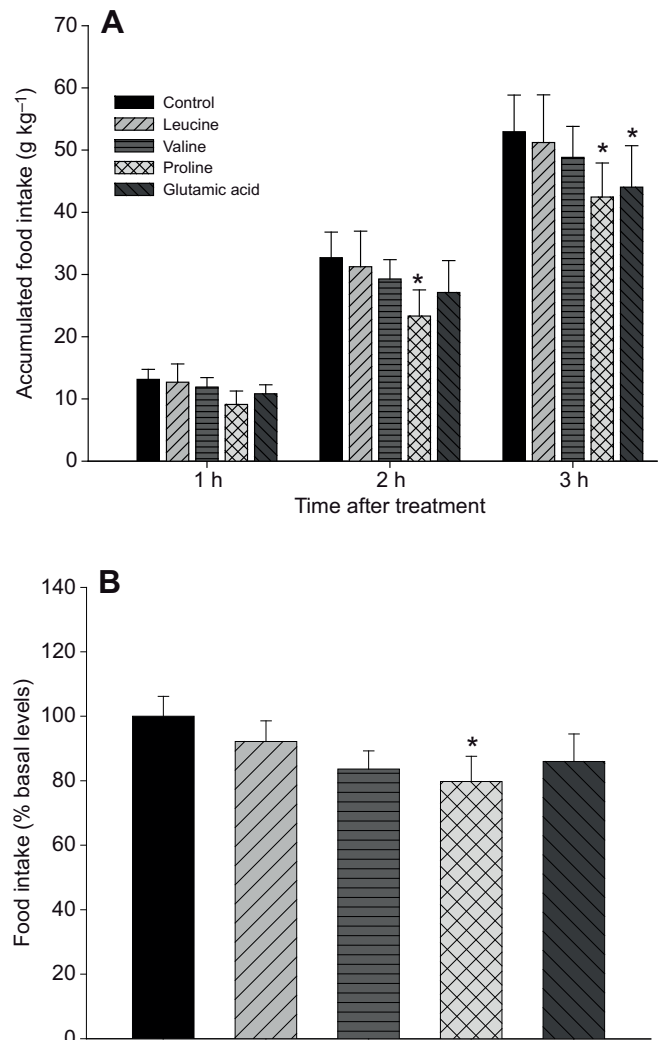 A
70
60
50
40
30
20
10
0
Accumulated food intake (g kg⁻¹)
Control
Leucine
Valine
Proline
Glutamic acid
*
* *
1 h 2 h 3 h
Time after treatment
B
140
120
100
80
60
40
20
0
Food intake (% basal levels)
*